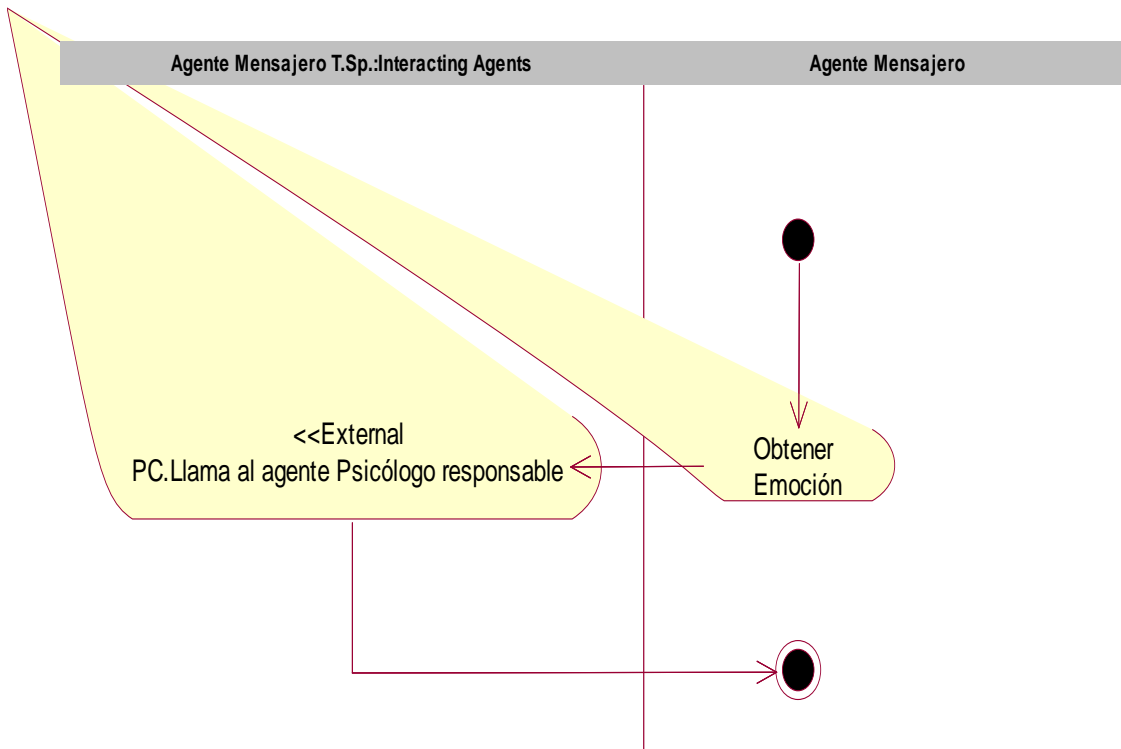 Agente Mensajero T.Sp.:Interacting Agents
Agente Mensajero
<<External
PC.Llama al agente Psicólogo responsable
Obtener
Emoción